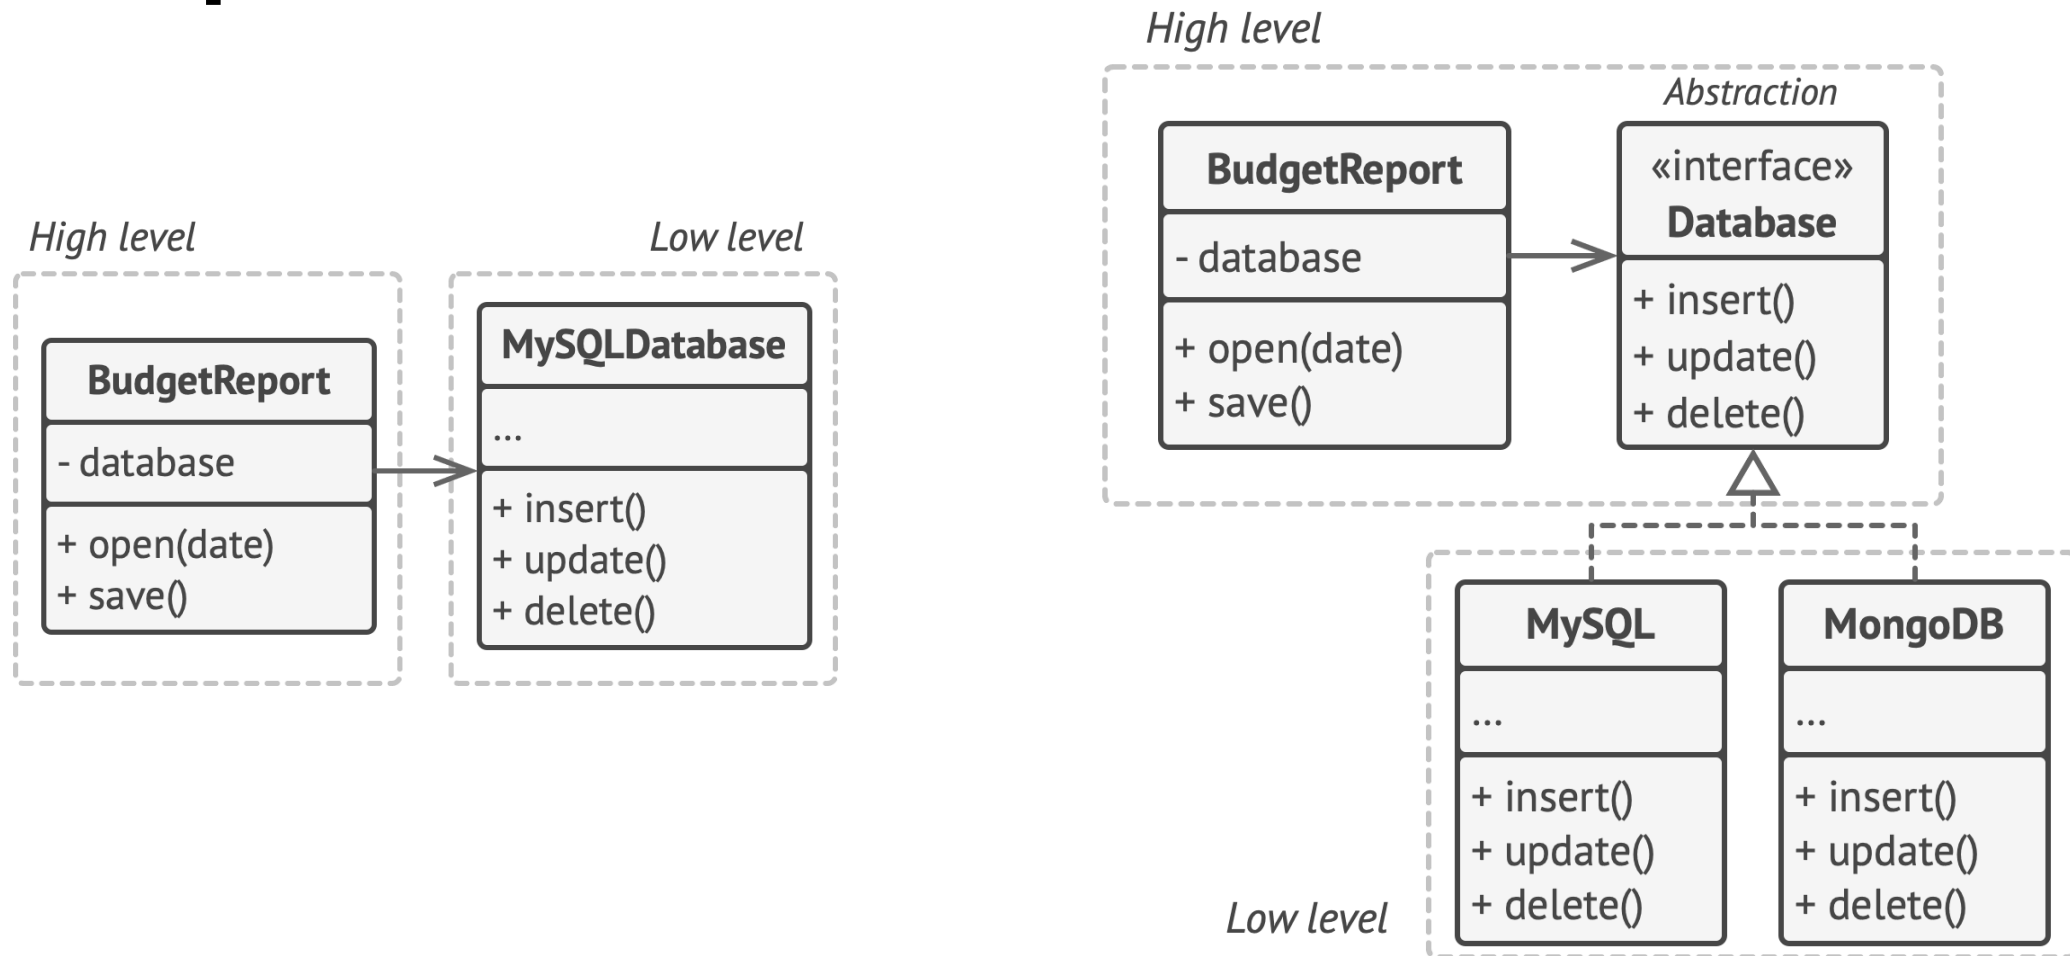 High level
Low level
BudgetReport
- database
+ open(date)
+ save()
MySQLDatabase
...
+ insert()
+ update()
+ delete()
High level
Abstraction
BudgetReport
- database
+ open(date)
+ save()
«interface»
Database
+ insert()
+ update()
+ delete()
Low level
MySQL
...
+ insert()
+ update()
+ delete()
MongoDB
...
+ insert()
+ update()
+ delete()